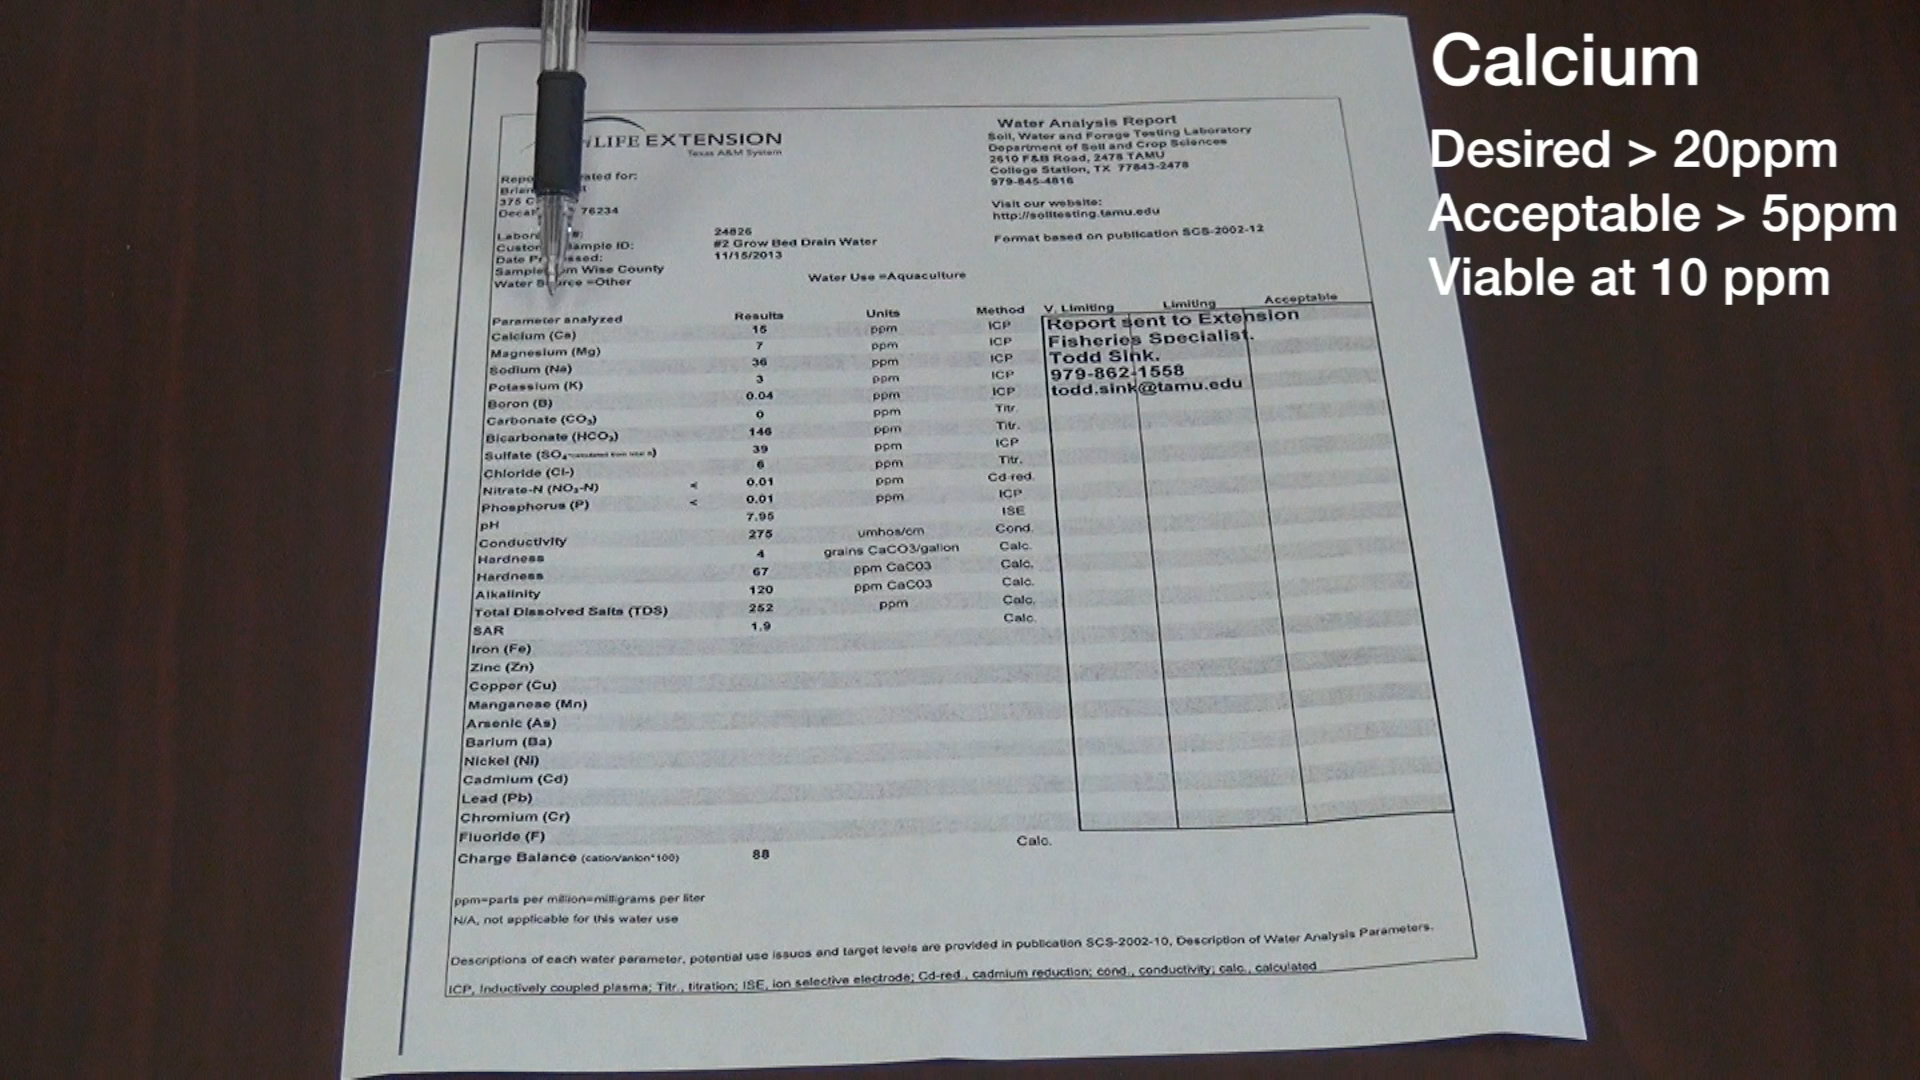 Calcium
Desired > 20ppm
Acceptable > 5ppm
Viable at 10 ppm
LIFE EXTENSION
Texas A&M System
Water Analysis Report
Soil, Water and Forage Testing Laboratory
Department of Soil and Crop Sciences
2610 F&B Road, 2478 TAMU
College Station, TX 77843-2478
979-845-4816
Visit our website:
http://soiltesting.tamu.edu
Format based on publication SCS-2002-12
for:
375
76234
24826
Sample ID: #2 Grow Bed Drain Water
Date 11/15/2013
Wise County
Water =Other
Water Use =Aquaculture
Parameter analyzed Results Units Method V. Limiting Limiting Acceptable
Calcium (Ca) 15 ppm ICP
Magnesium (Mg) 7 ppm ICP
Sodium (Na) 36 ppm ICP
Potassium (K) 3 ppm ICP
Boron (B) 0.04 ppm ICP
Carbonate (CO3) 0 ppm Titr.
Bicarbonate (HCO3) 146 ppm Titr.
Sulfate (SO4-calculated from total S) 39 ppm ICP
Chloride (Cl-) 6 ppm Titr.
Nitrate-N (NO3-N) < 0.01 ppm Cd-red.
Phosphorus (P) < 0.01 ppm ICP
pH 7.95 ISE
Conductivity 275 umhos/cm Cond.
Hardness 4 grains CaCO3/gallon Calc.
Hardness 67 ppm CaCO3 Calc.
Alkalinity 120 ppm CaCO3 Calc.
Total Dissolved Salts (TDS) 252 ppm Calc.
SAR 1.9 Calc.
Iron (Fe)
Zinc (Zn)
Copper (Cu)
Manganese (Mn)
Arsenic (As)
Barium (Ba)
Nickel (Ni)
Cadmium (Cd)
Lead (Pb)
Chromium (Cr)
Fluoride (F)
Charge Balance (cation/anion*100) 88 Calc.
Report sent to Extension
Fisheries Specialist.
Todd Sink.
979-862-1558
todd.sink@tamu.edu
ppm=parts per million=milligrams per liter
N/A, not applicable for this water use
Descriptions of each water parameter, potential use issues and target levels are provided in publication SCS-2002-10, Description of Water Analysis Parameters.
ICP, Inductively coupled plasma; Titr., titration; ISE, ion selective electrode; Cd-red., cadmium reduction; cond., conductivity; calc., calculated